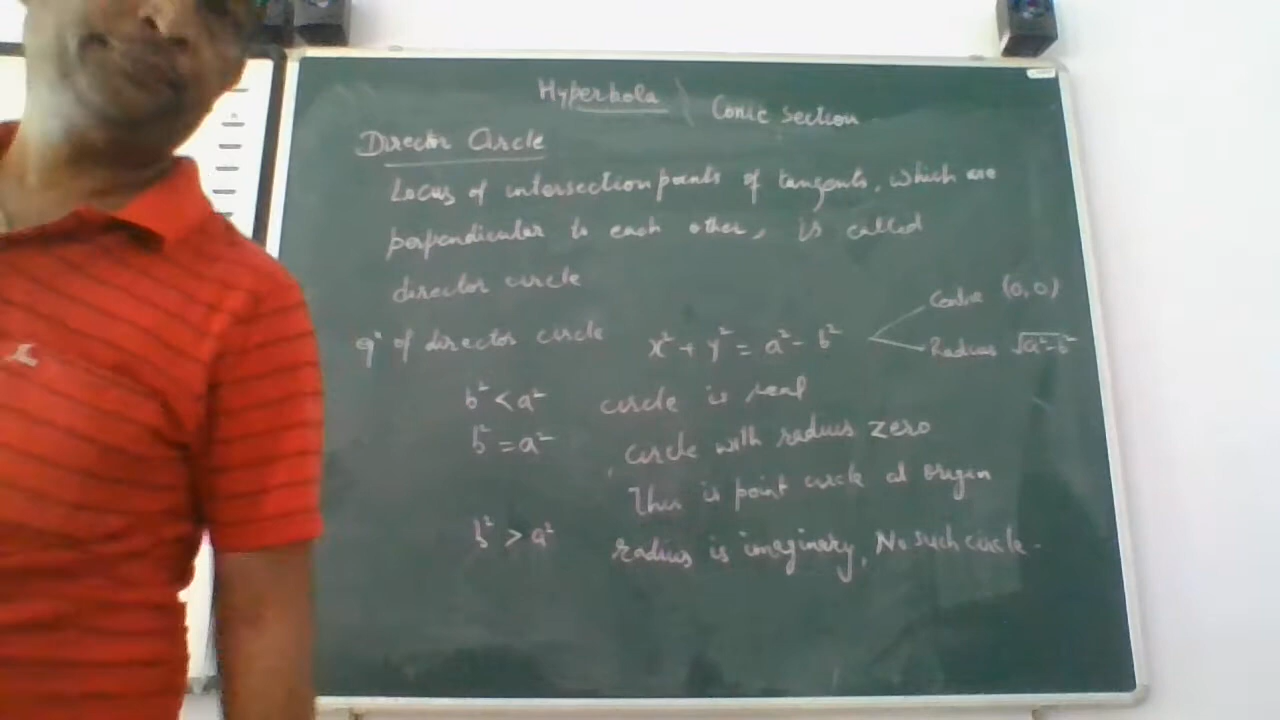 Hyperbola | Conic Section
Director Circle
Locus of intersection points of tangents, which are
perpendicular to each other, is called
director circle
qⁿ of director circle x² + y² = a² - b²
Centre (0,0)
Radius √a²-b²
b² < a² circle is real
b² = a² , circle with radius zero
This is point circle at origin
b² > a² radius is imaginary, No such circle-